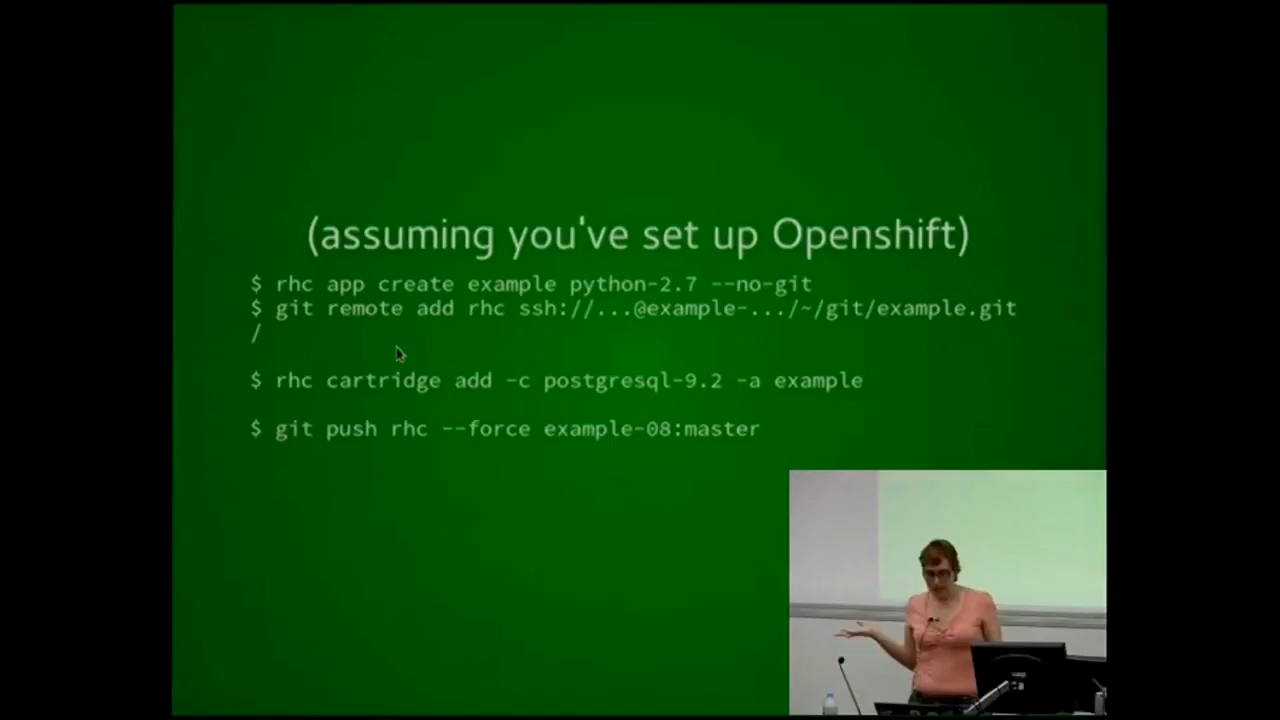 (assuming you've set up Openshift)
$ rhc app create example python-2.7 --no-git
$ git remote add rhc ssh://...@example-.../~/git/example.git
/
$ rhc cartridge add -c postgresql-9.2 -a example
$ git push rhc --force example-08:master